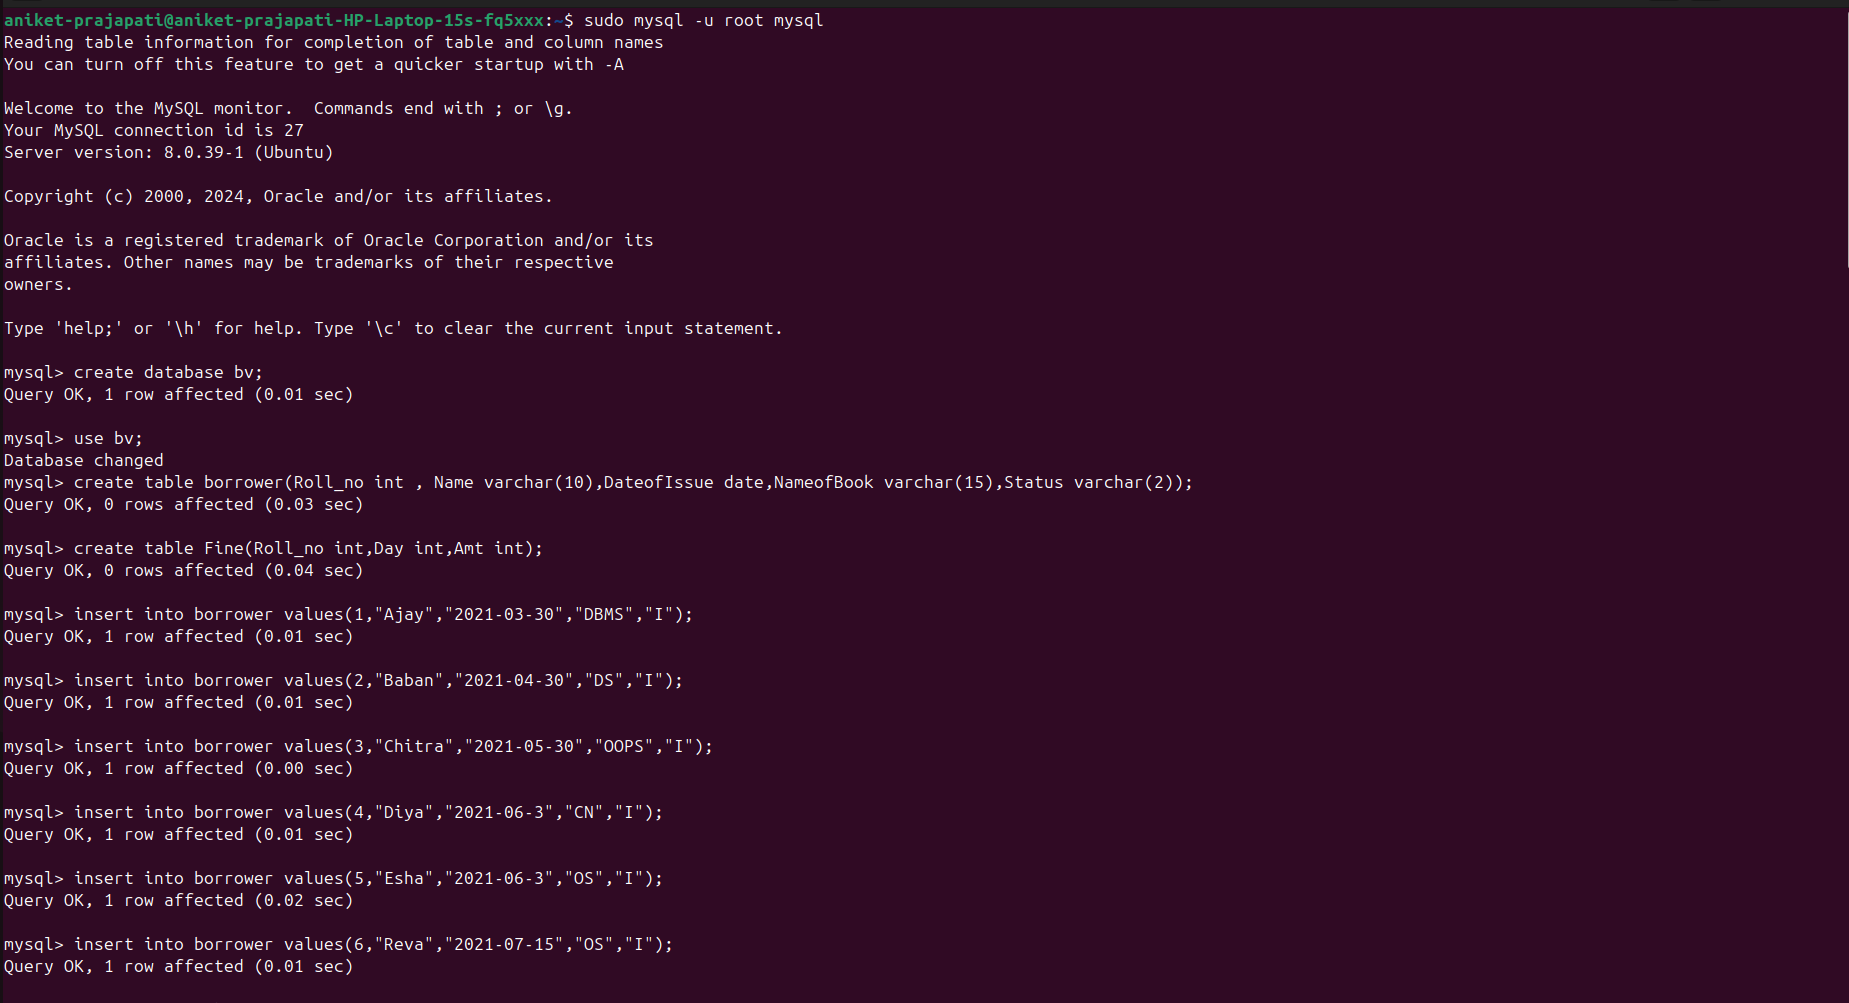 aniket-prajapati@aniket-prajapati-HP-Laptop-15s-fq5xxx:~$ sudo mysql -u root mysql
Reading table information for completion of table and column names
You can turn off this feature to get a quicker startup with -A
Welcome to the MySQL monitor.  Commands end with ; or \g.
Your MySQL connection id is 27
Server version: 8.0.39-1 (Ubuntu)
Copyright (c) 2000, 2024, Oracle and/or its affiliates.
Oracle is a registered trademark of Oracle Corporation and/or its
affiliates. Other names may be trademarks of their respective
owners.
Type 'help;' or '\h' for help. Type '\c' to clear the current input statement.
mysql> create database bv;
Query OK, 1 row affected (0.01 sec)
mysql> use bv;
Database changed
mysql> create table borrower(Roll_no int , Name varchar(10),DateofIssue date,NameofBook varchar(15),Status varchar(2));
Query OK, 0 rows affected (0.03 sec)
mysql> create table Fine(Roll_no int,Day int,Amt int);
Query OK, 0 rows affected (0.04 sec)
mysql> insert into borrower values(1,"Ajay","2021-03-30","DBMS","I");
Query OK, 1 row affected (0.01 sec)
mysql> insert into borrower values(2,"Baban","2021-04-30","DS","I");
Query OK, 1 row affected (0.01 sec)
mysql> insert into borrower values(3,"Chitra","2021-05-30","OOPS","I");
Query OK, 1 row affected (0.00 sec)
mysql> insert into borrower values(4,"Diya","2021-06-3","CN","I");
Query OK, 1 row affected (0.01 sec)
mysql> insert into borrower values(5,"Esha","2021-06-3","OS","I");
Query OK, 1 row affected (0.02 sec)
mysql> insert into borrower values(6,"Reva","2021-07-15","OS","I");
Query OK, 1 row affected (0.01 sec)